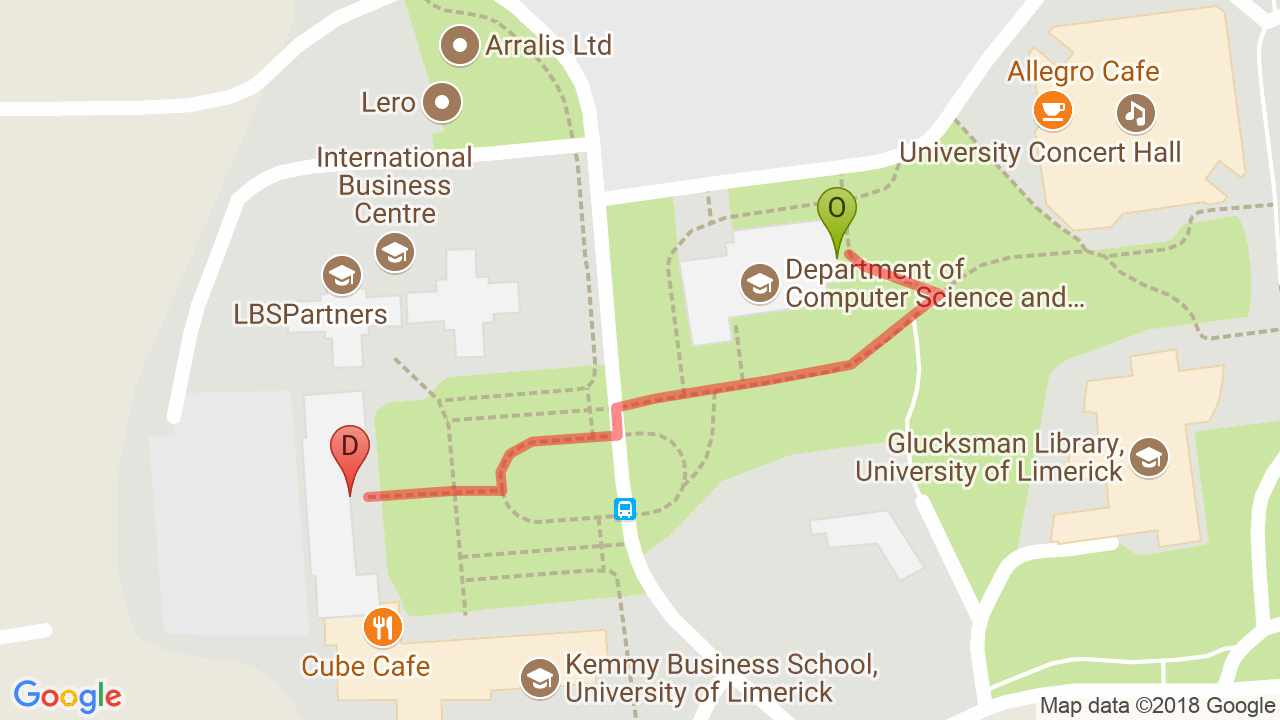 Arralis Ltd
Lero
International
Business
Centre
LBSPartners
Allegro Cafe
University Concert Hall
O
Department of
Computer Science and...
D
Glucksman Library,
University of Limerick
Cube Cafe
Kemmy Business School,
University of Limerick
Google
Map data ©2018 Google